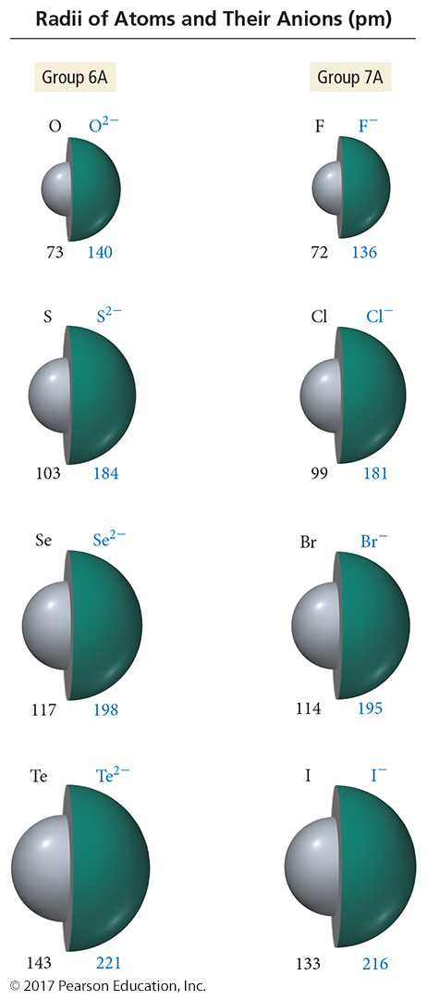 Radii of Atoms and Their Anions (pm)
Group 6A Group 7A
O O²⁻ F F⁻
73 140 72 136
S S²⁻ Cl Cl⁻
103 184 99 181
Se Se²⁻ Br Br⁻
117 198 114 195
Te Te²⁻ I I⁻
143 221 133 216
© 2017 Pearson Education, Inc.